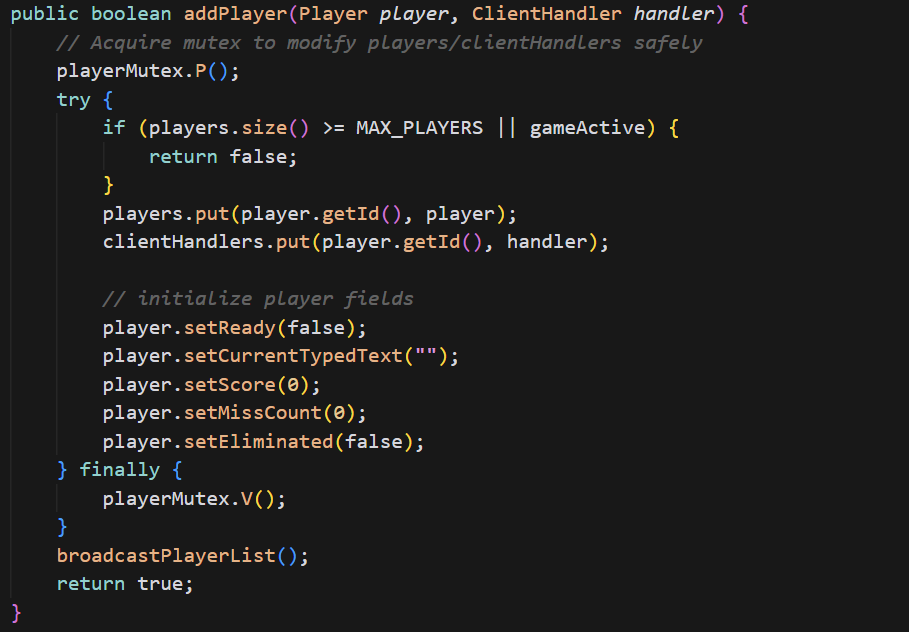 public boolean addPlayer(Player player, ClientHandler handler) {
    // Acquire mutex to modify players/clientHandlers safely
    playerMutex.P();
    try {
        if (players.size() >= MAX_PLAYERS || gameActive) {
            return false;
        }
        players.put(player.getId(), player);
        clientHandlers.put(player.getId(), handler);

        // initialize player fields
        player.setReady(false);
        player.setCurrentTypedText("");
        player.setScore(0);
        player.setMissCount(0);
        player.setEliminated(false);
    } finally {
        playerMutex.V();
    }
    broadcastPlayerList();
    return true;
}